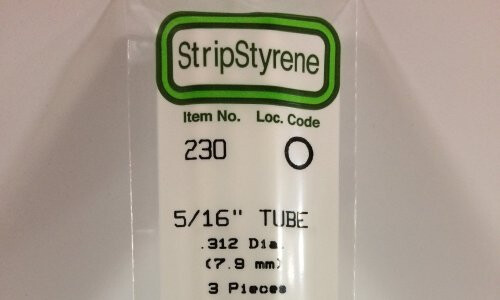 StripStyrene
Item No. Loc. Code
230
5/16" TUBE
.312 Dia.
(7.9 mm)
3 Pieces